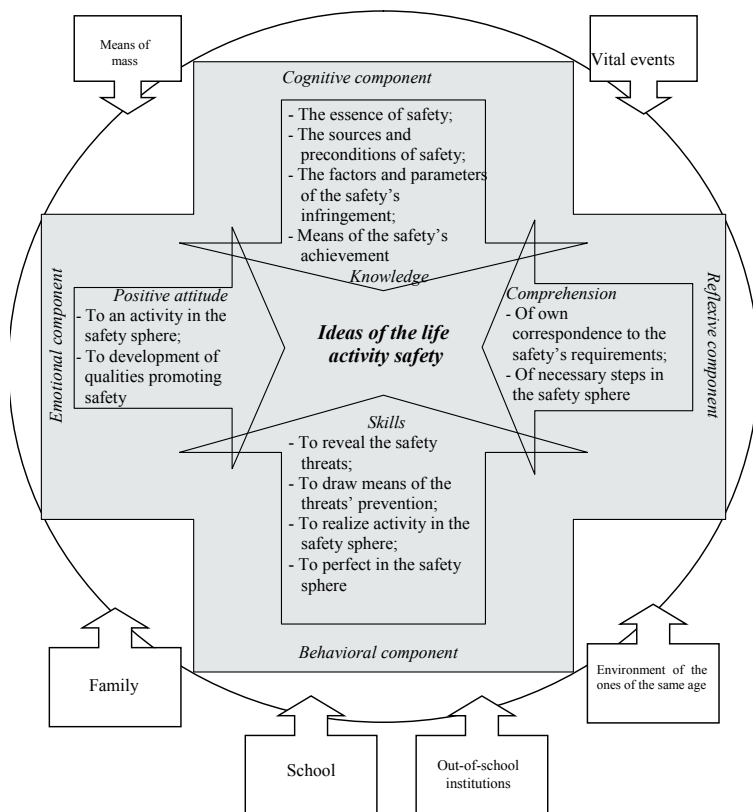 Means of
mass
Vital events
Cognitive component
- The essence of safety;
- The sources and
preconditions of safety;
- The factors and parameters
of the safety's
infringement;
- Means of the safety's
achievement
Knowledge
Emotional component
Positive attitude
- To an activity in the
safety sphere;
- To development of
qualities promoting
safety
Ideas of the life
activity safety
Comprehension
- Of own
correspondence to the
safety's requirements;
- Of necessary steps in
the safety sphere
Reflexive component
Skills
- To reveal the safety
threats;
- To draw means of the
threats' prevention;
- To realize activity in the
safety sphere;
- To perfect in the safety
sphere
Behavioral component
Family
School
Out-of-school
institutions
Environment of the
ones of the same age